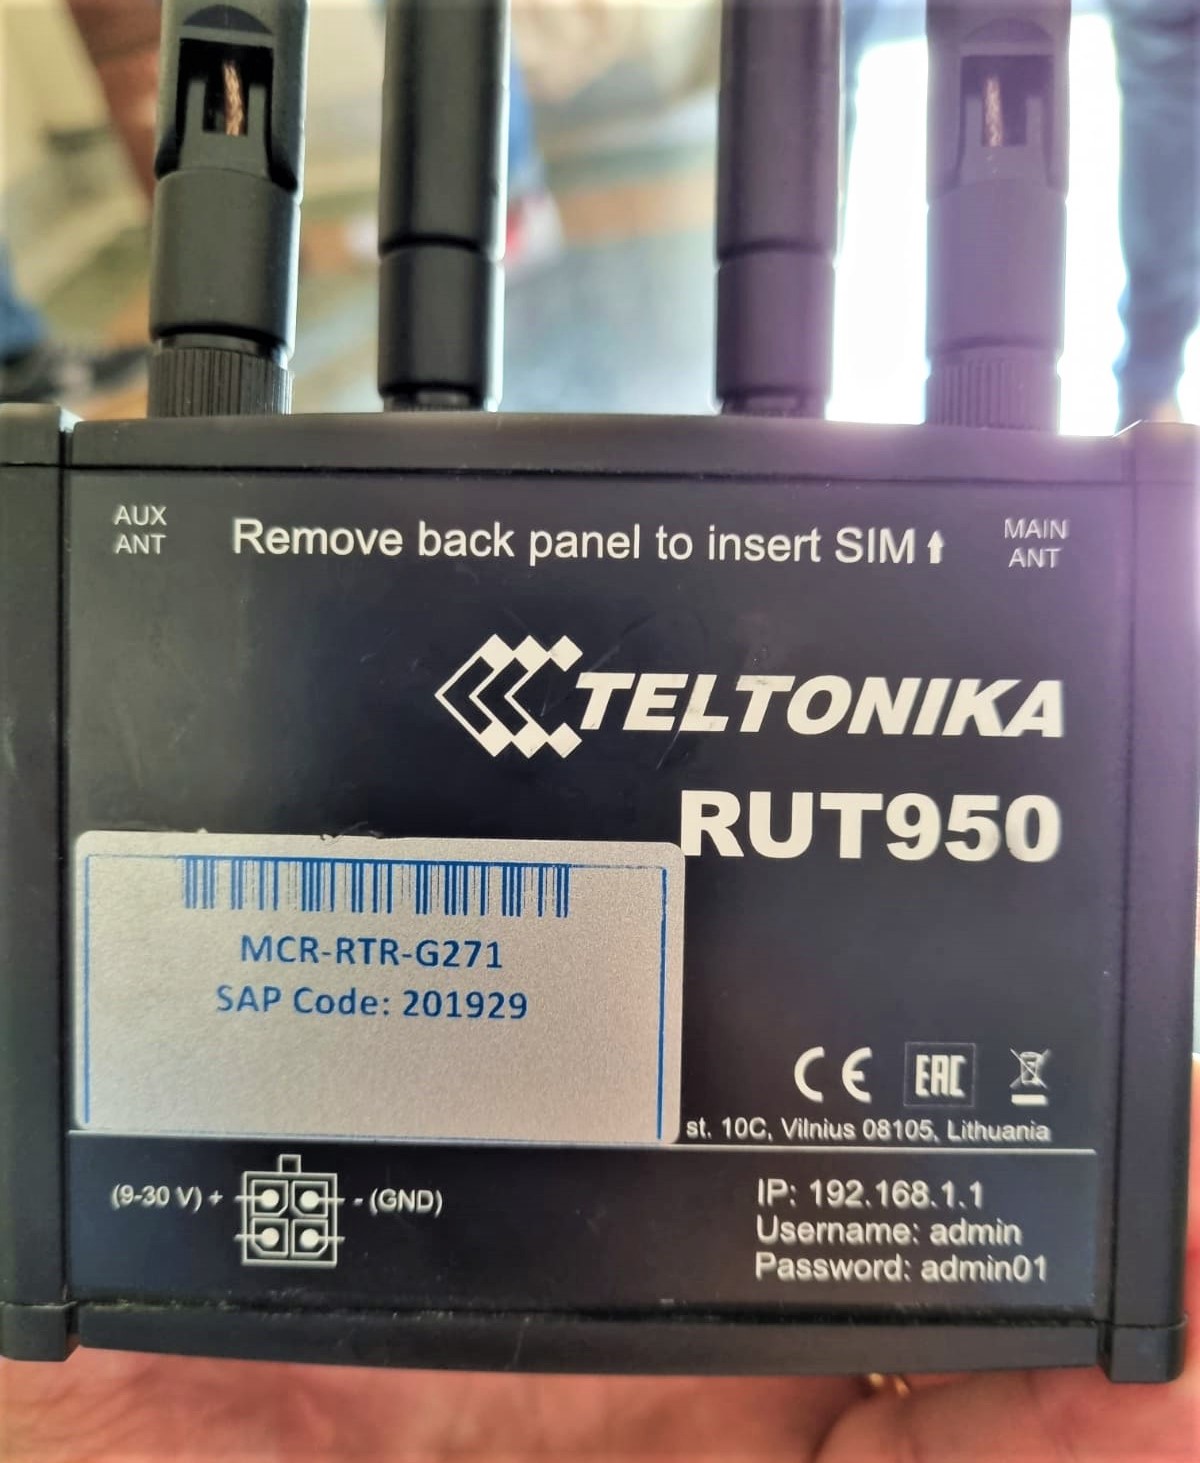 AUX
ANT
Remove back panel to insert SIM
MAIN
ANT
TELTONIKA
RUT950
MCR-RTR-G271
SAP Code: 201929
CE
EAC
st. 10C, Vilnius 08105, Lithuania
(9-30 V) +
- (GND)
IP: 192.168.1.1
Username: admin
Password: admin01